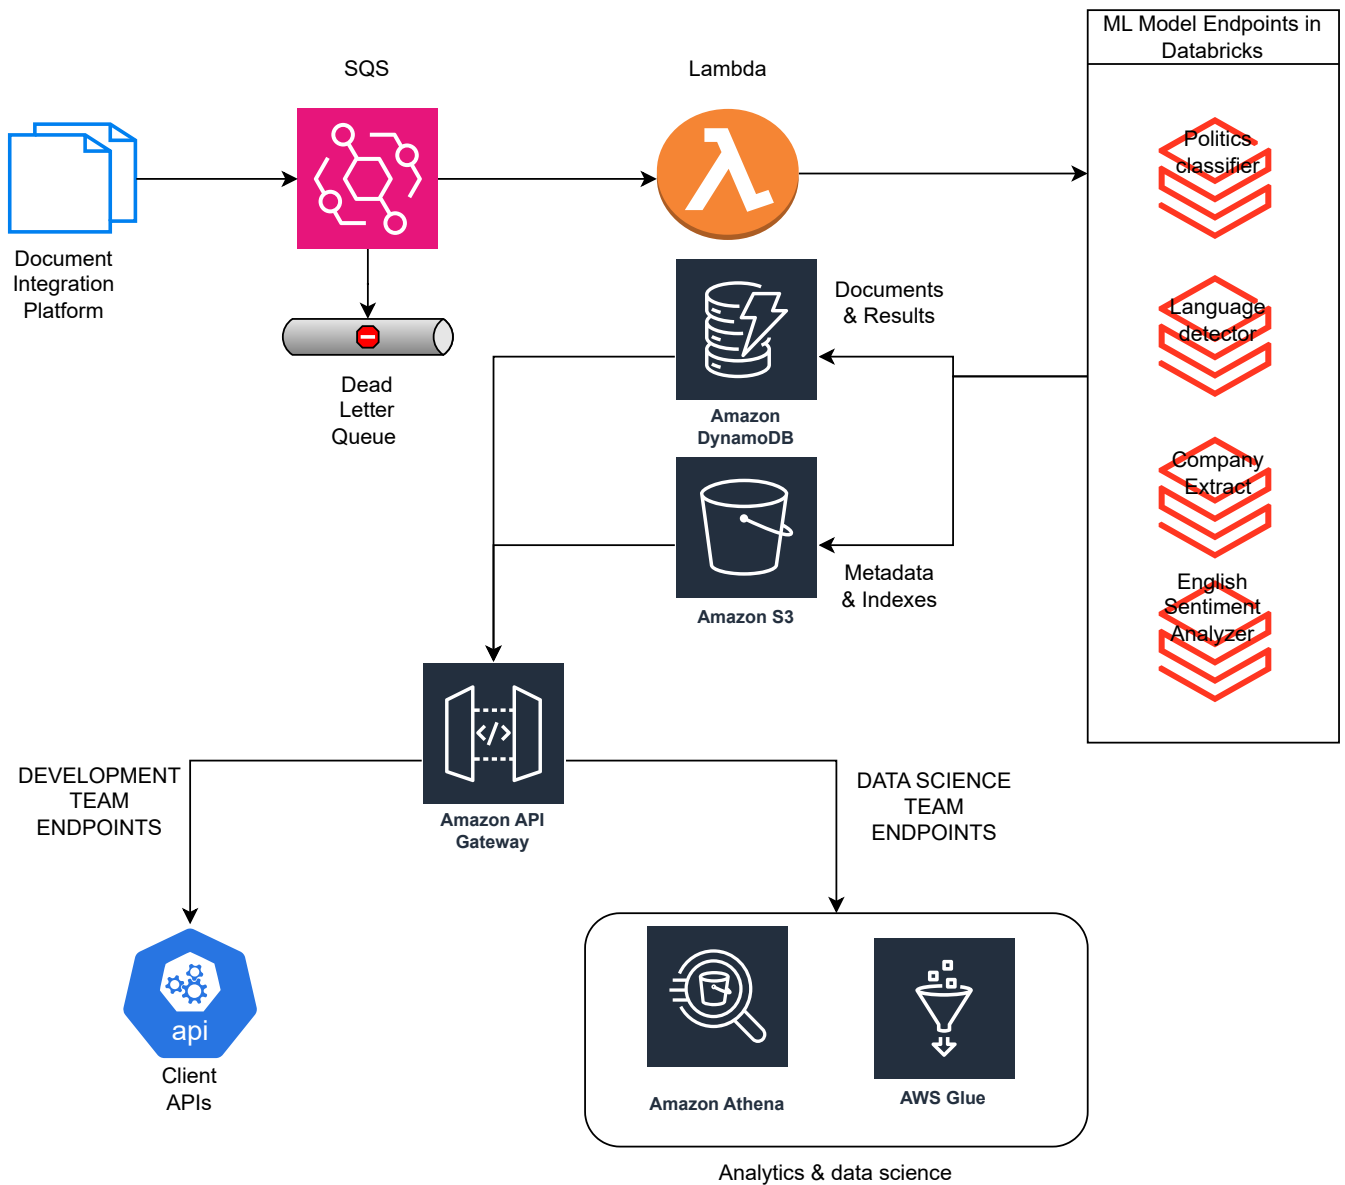 SQS
Lambda
ML Model Endpoints in
Databricks
Politics
classifier
Document
Integration
Platform
Documents
& Results
Language
detector
Dead
Letter
Queue
Amazon
DynamoDB
Company
Extract
Metadata
& Indexes
English
Sentiment
Analyzer
Amazon S3
</>
DEVELOPMENT
TEAM
ENDPOINTS
Amazon API
Gateway
DATA SCIENCE
TEAM
ENDPOINTS
api
Client
APIs
Amazon Athena
AWS Glue
Analytics & data science